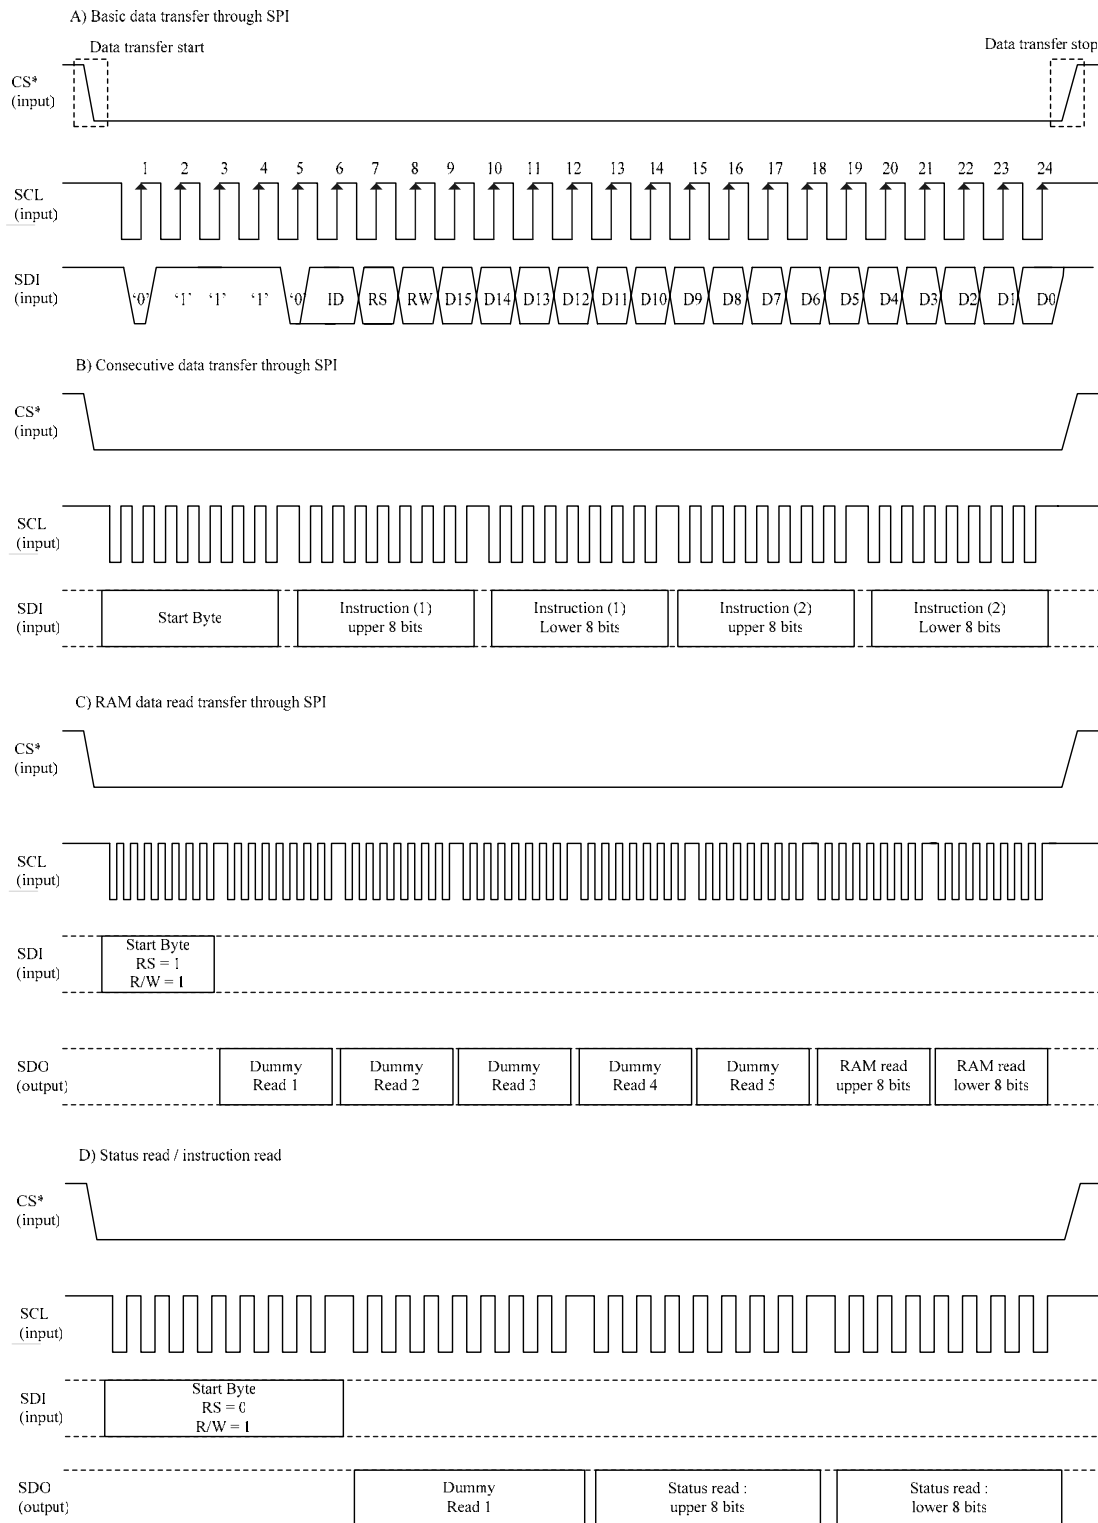 A) Basic data transfer through SPI
Data transfer start
Data transfer stop
CS*
(input)
1 2 3 4 5 6 7 8 9 10 11 12 13 14 15 16 17 18 19 20 21 22 23 24
SCL
(input)
SDI
(input)
‘0’ ‘1’ ‘1’ ‘1’ ‘0’ ID RS RW D15 D14 D13 D12 D11 D10 D9 D8 D7 D6 D5 D4 D3 D2 D1 D0
B) Consecutive data transfer through SPI
CS*
(input)
SCL
(input)
SDI
(input)
Start Byte
Instruction (1)
upper 8 bits
Instruction (1)
Lower 8 bits
Instruction (2)
upper 8 bits
Instruction (2)
Lower 8 bits
C) RAM data read transfer through SPI
CS*
(input)
SCL
(input)
SDI
(input)
Start Byte
RS = 1
R/W = 1
SDO
(output)
Dummy
Read 1
Dummy
Read 2
Dummy
Read 3
Dummy
Read 4
Dummy
Read 5
RAM read
upper 8 bits
RAM read
lower 8 bits
D) Status read / instruction read
CS*
(input)
SCL
(input)
SDI
(input)
Start Byte
RS = 0
R/W = 1
SDO
(output)
Dummy
Read 1
Status read :
upper 8 bits
Status read :
lower 8 bits